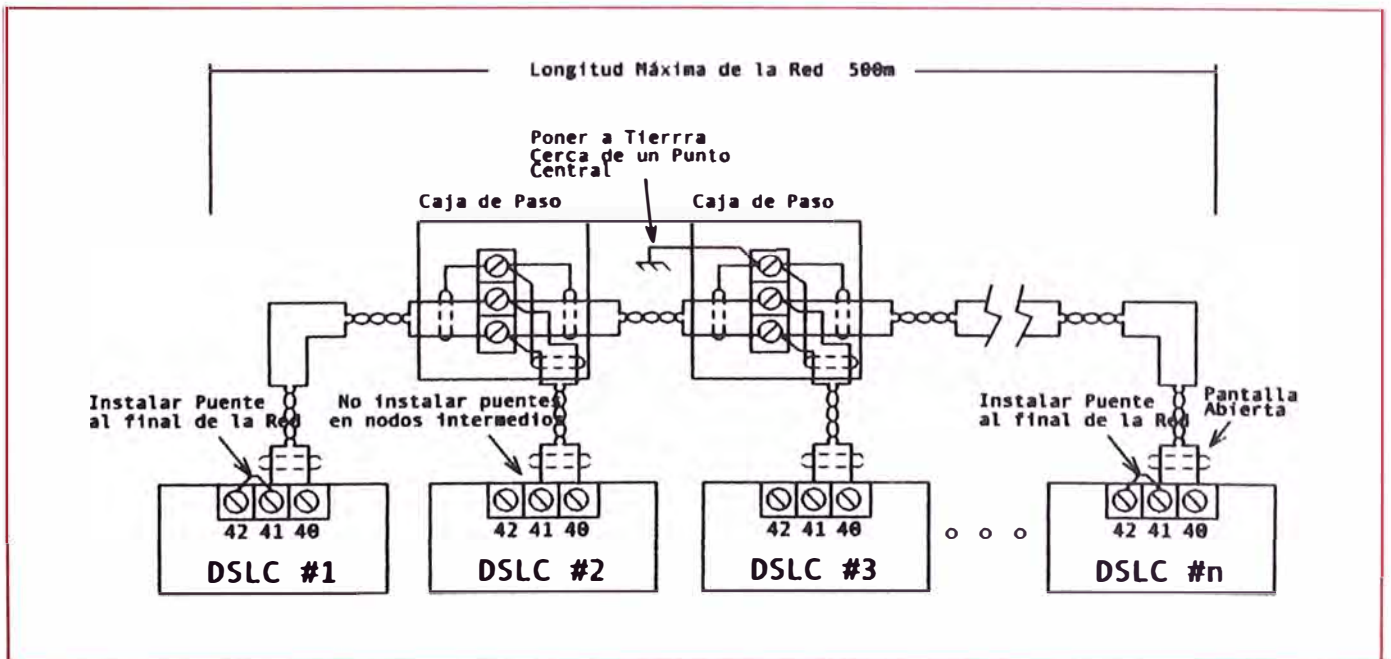 Longitud Máxima de la Red 500m
Poner a Tierrra
Cerca de un Punto
Central
Caja de Paso
Caja de Paso
Instalar Puente
al final de la Red
No instalar puentes
en nodos intermedios
Instalar Puente
al final de la Red
Pantalla
Abierta
42 41 40
42 41 40
42 41 40
42 41 40
DSLC #1
DSLC #2
DSLC #3
DSLC #n